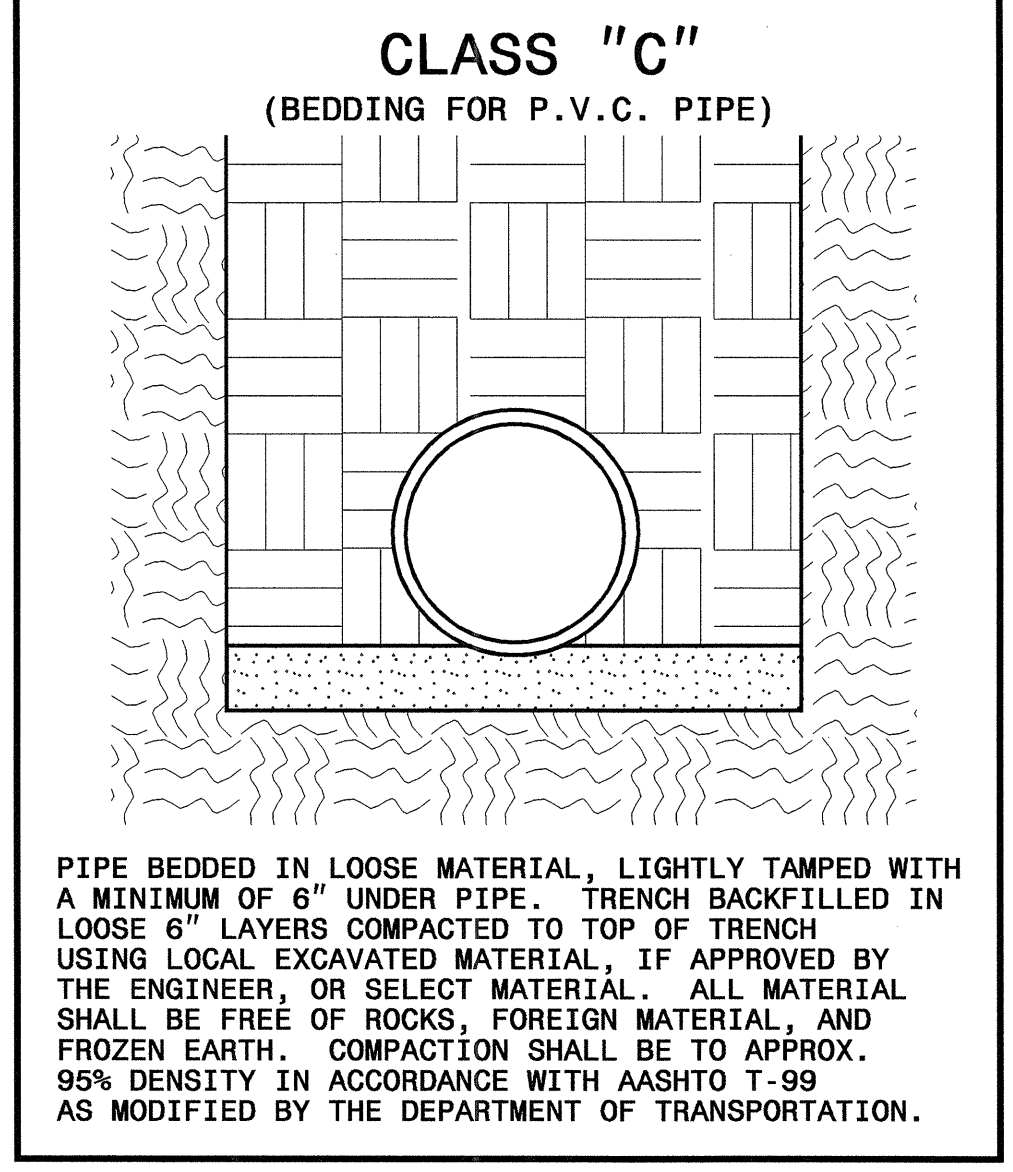 CLASS "C"
(BEDDING FOR P.V.C. PIPE)
PIPE BEDDED IN LOOSE MATERIAL, LIGHTLY TAMPED WITH
A MINIMUM OF 6" UNDER PIPE. TRENCH BACKFILLED IN
LOOSE 6" LAYERS COMPACTED TO TOP OF TRENCH
USING LOCAL EXCAVATED MATERIAL, IF APPROVED BY
THE ENGINEER, OR SELECT MATERIAL. ALL MATERIAL
SHALL BE FREE OF ROCKS, FOREIGN MATERIAL, AND
FROZEN EARTH. COMPACTION SHALL BE TO APPROX.
95% DENSITY IN ACCORDANCE WITH AASHTO T-99
AS MODIFIED BY THE DEPARTMENT OF TRANSPORTATION.